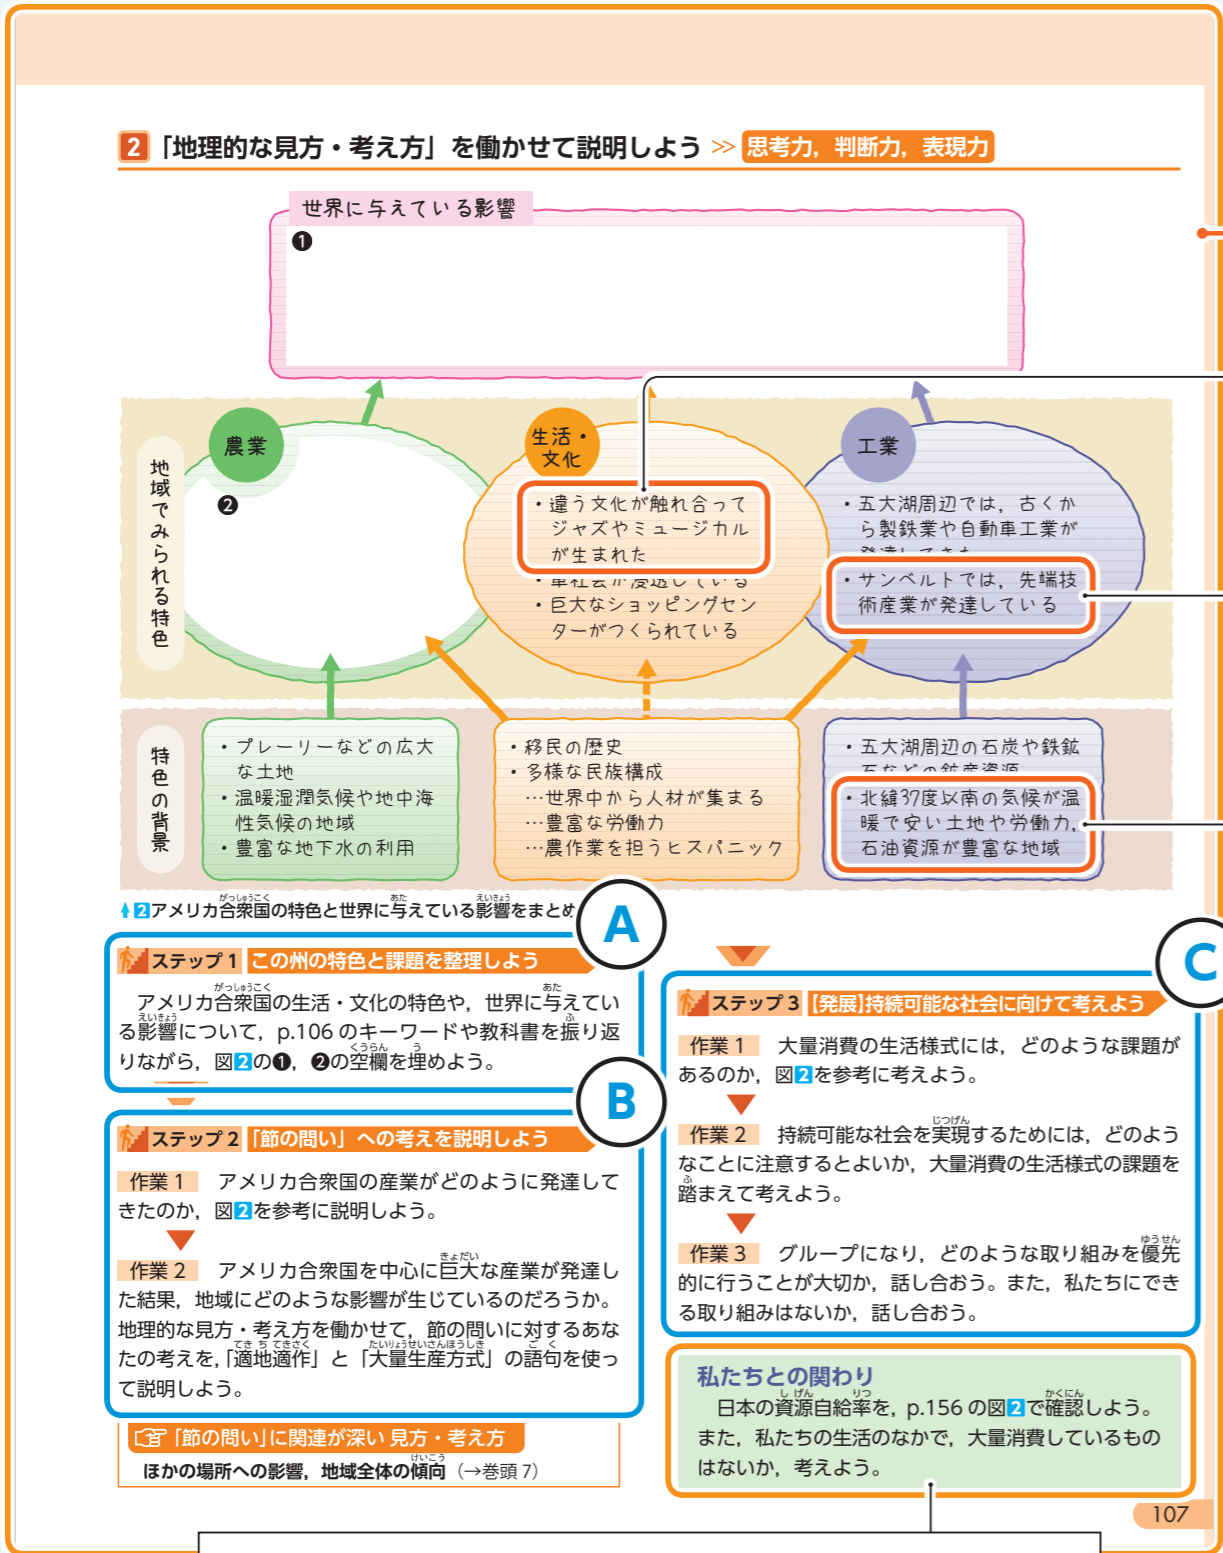 2 「地理的な見方・考え方」を働かせて説明しよう ≫ 思考力，判断力，表現力
世界に与えている影響
❶
地域でみられる特色
農業
❷
生活・
文化
・違う文化が触れ合って
ジャズやミュージカル
が生まれた
・車社会が浸透している
・巨大なショッピングセン
ターがつくられている
工業
・五大湖周辺では，古くか
ら製鉄業や自動車工業が
発達してきた
・サンベルトでは，先端技
術産業が発達している
特色の背景
・プレーリーなどの広大
な土地
・温暖湿潤気候や地中海
性気候の地域
・豊富な地下水の利用
・移民の歴史
・多様な民族構成
…世界中から人材が集まる
…豊富な労働力
…農作業を担うヒスパニック
・五大湖周辺の石炭や鉄鉱
石などの鉱産資源
・北緯37度以南の気候が温
暖で安い土地や労働力，
石油資源が豊富な地域
2アメリカ合衆国の特色と世界に与えている影響をまとめ
A
ステップ1 この州の特色と課題を整理しよう
アメリカ合衆国の生活・文化の特色や，世界に与えてい
る影響について，p.106 のキーワードや教科書を振り返
りながら，図2の❶，❷の空欄を埋めよう。
B
ステップ2 「節の問い」への考えを説明しよう
作業1 アメリカ合衆国の産業がどのように発達して
きたのか，図2を参考に説明しよう。
作業2 アメリカ合衆国を中心に巨大な産業が発達し
た結果，地域にどのような影響が生じているのだろうか。
地理的な見方・考え方を働かせて，節の問いに対するあな
たの考えを，「適地適作」と「大量生産方式」の語句を使っ
て説明しよう。
「節の問い」に関連が深い 見方・考え方
ほかの場所への影響，地域全体の傾向（→巻頭 7）
C
ステップ3 【発展】持続可能な社会に向けて考えよう
作業1 大量消費の生活様式には，どのような課題が
あるのか，図2を参考に考えよう。
作業2 持続可能な社会を実現するためには，どのよう
なことに注意するとよいか，大量消費の生活様式の課題を
踏まえて考えよう。
作業3 グループになり，どのような取り組みを優先
的に行うことが大切か，話し合おう。また，私たちにでき
る取り組みはないか，話し合おう。
私たちとの関わり
日本の資源自給率を，p.156 の図2で確認しよう。
また，私たちの生活のなかで，大量消費しているもの
はないか，考えよう。
107